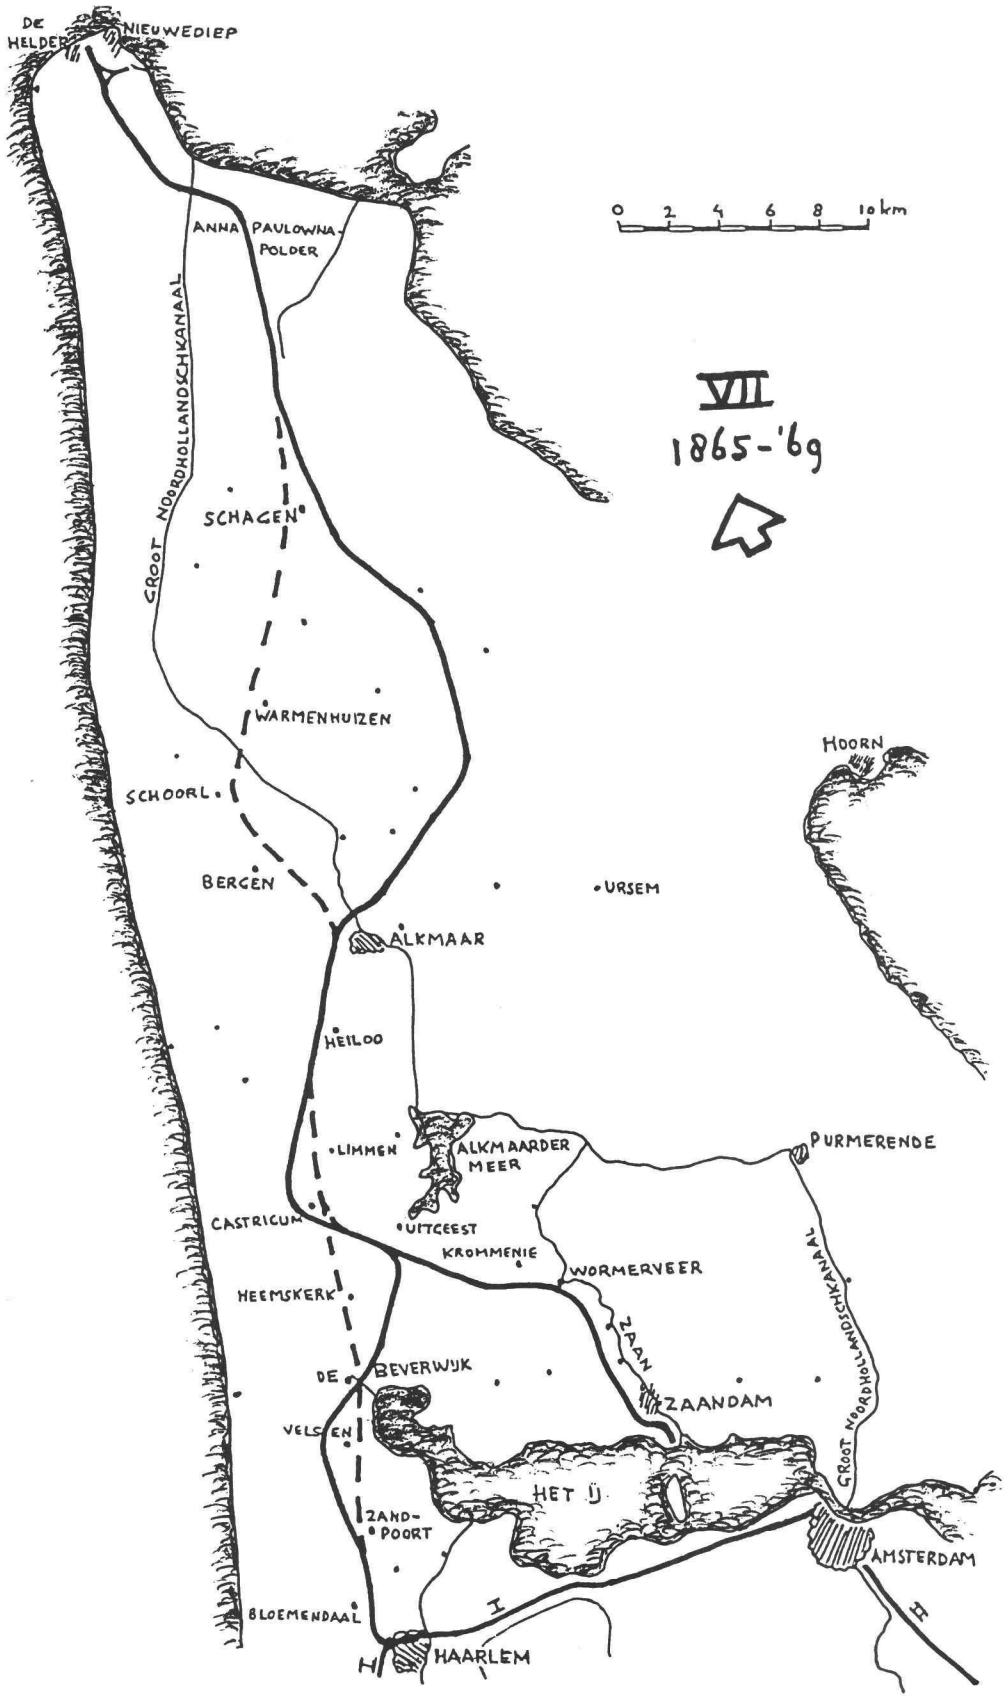 DE
HELDER
NIEUWEDIEP
0 2 4 6 8 10 km
ANNA PAULOWNA-
POLDER
GROOT NOORDHOLLANDSCHKANAAL
VII
1865-'69
SCHAGEN
WARMENHUIZEN
SCHOORL
HOORN
BERGEN
URSEM
ALKMAAR
HEILOO
LIMMEN
ALKMAARDER
MEER
PURMERENDE
CASTRICUM
UITGEEST
KROMMENIE
WORMERVEER
HEEMSKERK
ZAAN
GROOT NOORDHOLLANDSCHKANAAL
DE BEVERWIJK
ZAANDAM
VELSEN
HET IJ
ZAND-
POORT
AMSTERDAM
BLOEMENDAAL
I
II
HAARLEM
H